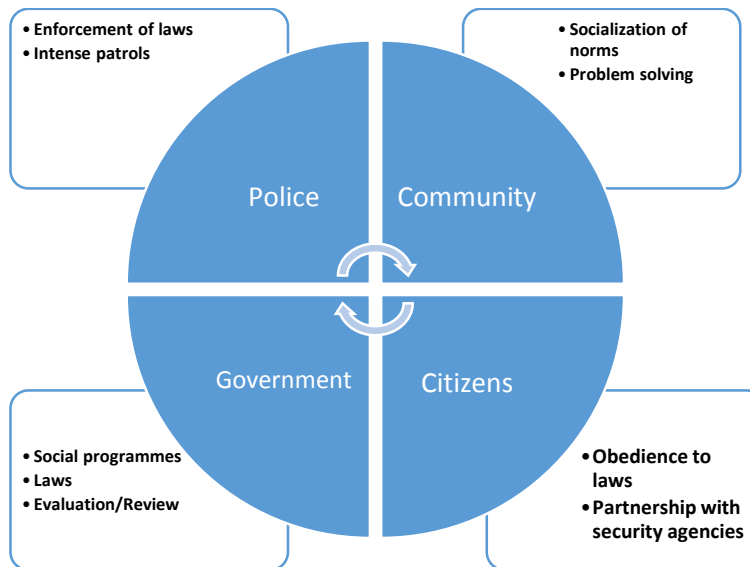 • Enforcement of laws
• Intense patrols
• Socialization of
norms
• Problem solving
Police
Community
Government
Citizens
• Social programmes
• Laws
• Evaluation/Review
• Obedience to
laws
• Partnership with
security agencies